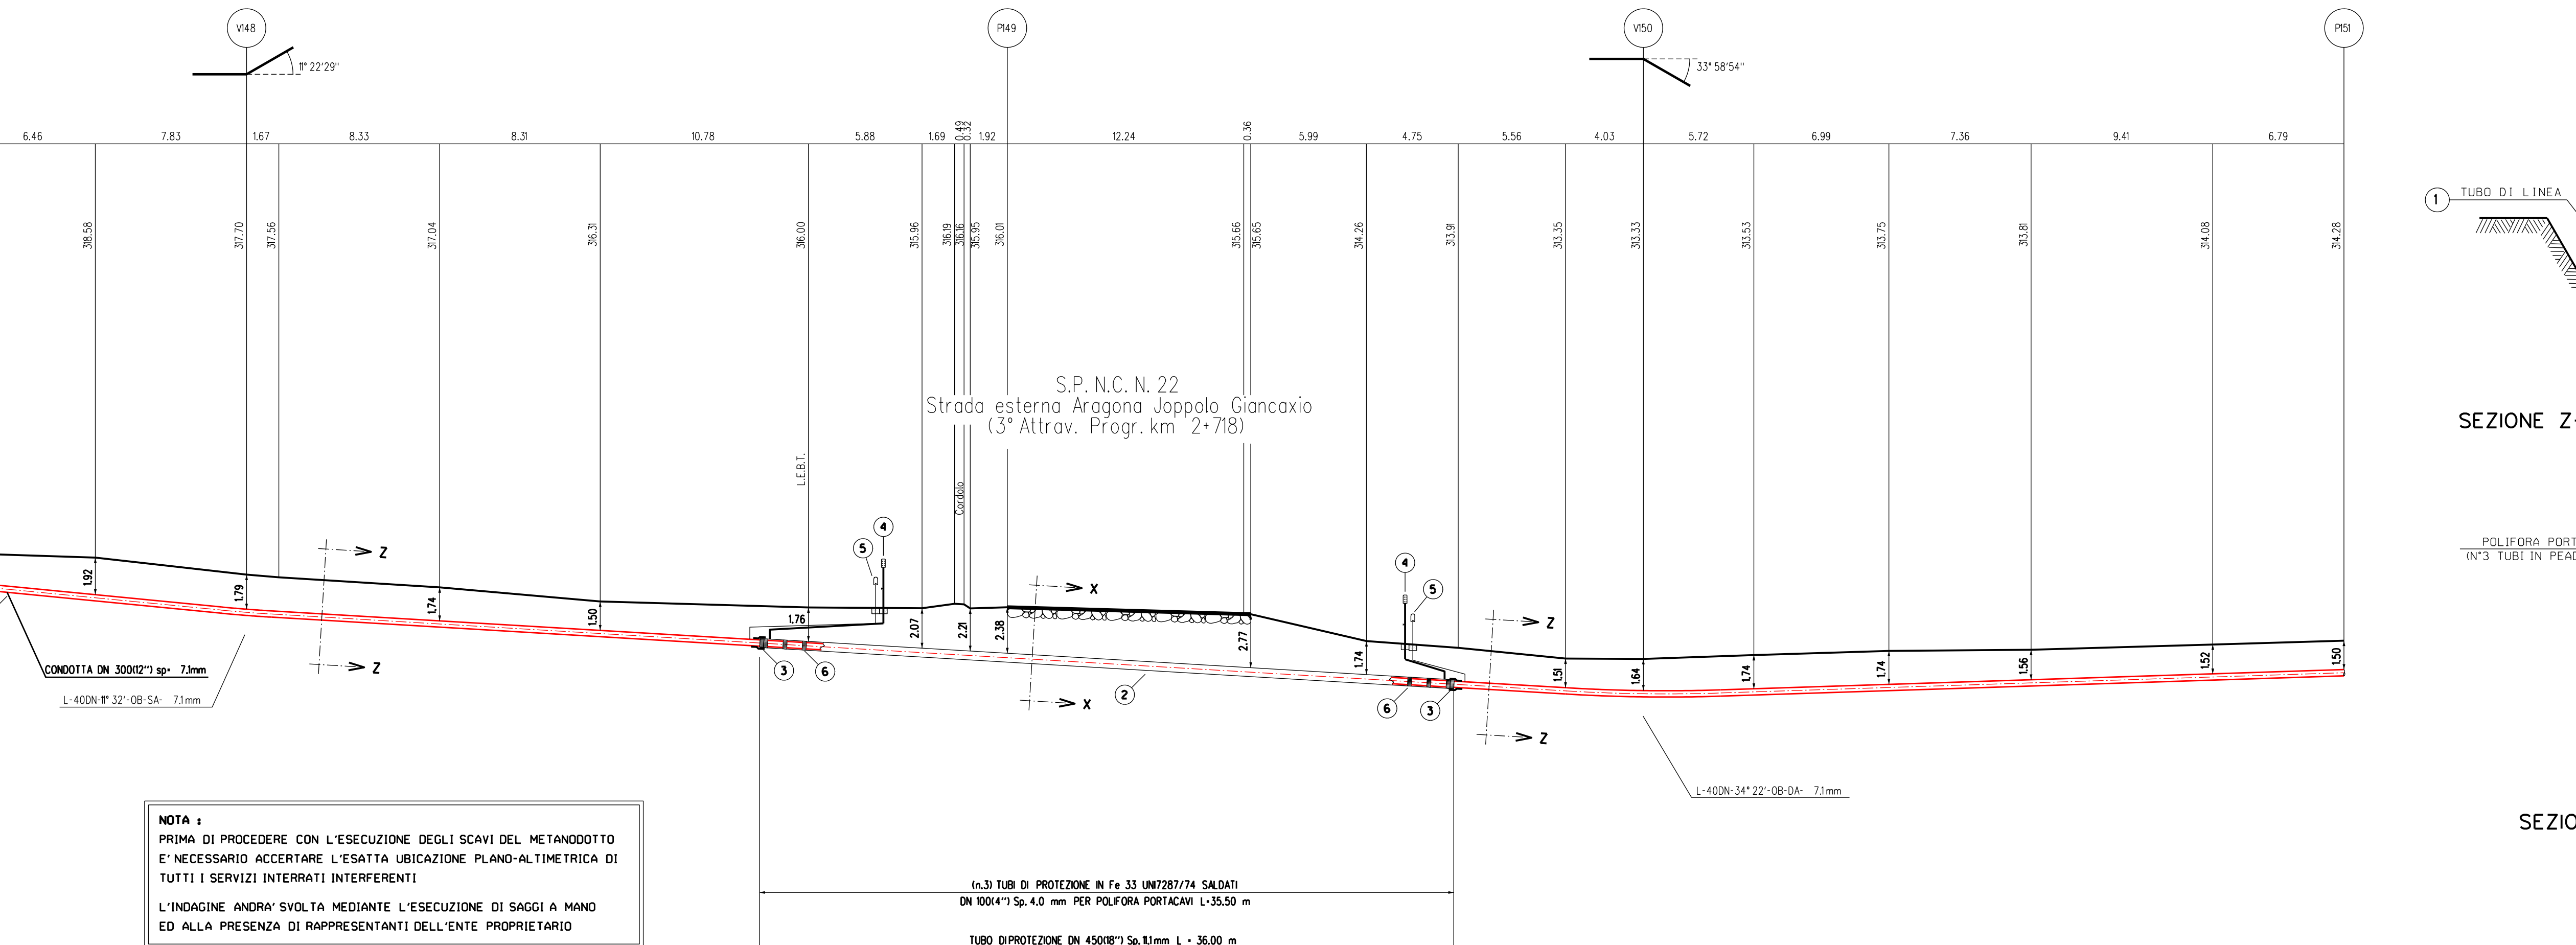 V148
P149
V150
P151
11° 22'29"
33° 58'54"
6.46 7.83 1.67 8.33 8.31 10.78 5.88 1.69 0.49 0.32 1.92 12.24 0.36 5.99 4.75 5.56 4.03 5.72 6.99 7.36 9.41 6.79
318.58 317.70 317.56 317.04 316.31 316.00 315.96 316.19 316.16 315.95 316.01 315.66 315.65 314.26 313.91 313.35 313.33 313.53 313.75 313.81 314.08 314.28
1 TUBO DI LINEA
S.P. N.C. N. 22
Strada esterna Aragona Joppolo Giancaxio
(3° Attrav. Progr. km 2+718)
SEZIONE Z-
L.E.B.T.
Cordolo
POLIFORA PORT
(N°3 TUBI IN PEAD
4
5
4
5
Z
X
Z
1.92 1.79 1.74 1.50 1.76 2.07 2.21 2.38 2.77 1.74 1.51 1.64 1.74 1.74 1.56 1.52 1.50
Z
3
6
2
X
6
3
Z
CONDOTTA DN 300(12") sp= 7.1mm
L-40DN-11° 32'-OB-SA- 7.1mm
L-40DN-34° 22'-OB-DA- 7.1mm
SEZIO
NOTA :
PRIMA DI PROCEDERE CON L'ESECUZIONE DEGLI SCAVI DEL METANODOTTO
E' NECESSARIO ACCERTARE L'ESATTA UBICAZIONE PLANO-ALTIMETRICA DI
TUTTI I SERVIZI INTERRATI INTERFERENTI
L'INDAGINE ANDRA' SVOLTA MEDIANTE L'ESECUZIONE DI SAGGI A MANO
ED ALLA PRESENZA DI RAPPRESENTANTI DELL'ENTE PROPRIETARIO
(n.3) TUBI DI PROTEZIONE IN Fe 33 UNI7287/74 SALDATI
DN 100(4") Sp. 4.0 mm PER POLIFORA PORTACAVI L=35.50 m
TUBO DI PROTEZIONE DN 450(18") Sp. 11,1 mm L = 36.00 m